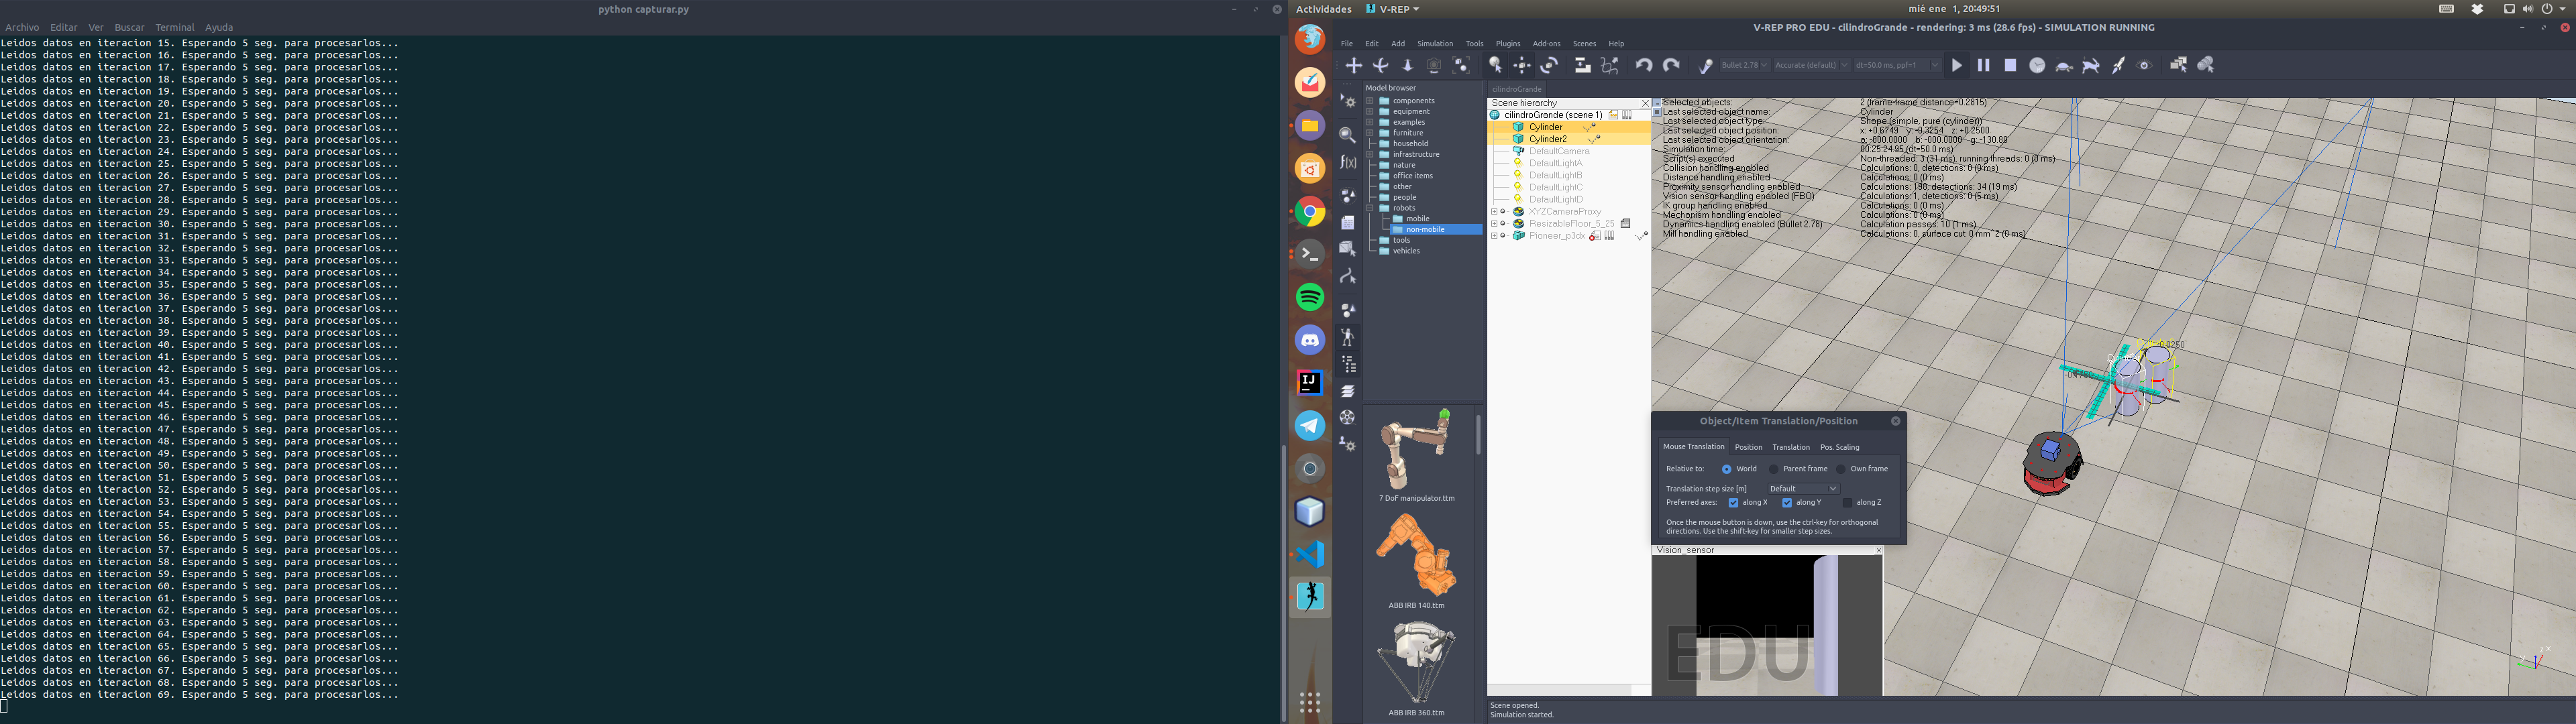 python capturar.py
Archivo Editar Ver Buscar Terminal Ayuda
Leidos datos en iteracion 15. Esperando 5 seg. para procesarlos...
Leidos datos en iteracion 16. Esperando 5 seg. para procesarlos...
Leidos datos en iteracion 17. Esperando 5 seg. para procesarlos...
Leidos datos en iteracion 18. Esperando 5 seg. para procesarlos...
Leidos datos en iteracion 19. Esperando 5 seg. para procesarlos...
Leidos datos en iteracion 20. Esperando 5 seg. para procesarlos...
Leidos datos en iteracion 21. Esperando 5 seg. para procesarlos...
Leidos datos en iteracion 22. Esperando 5 seg. para procesarlos...
Leidos datos en iteracion 23. Esperando 5 seg. para procesarlos...
Leidos datos en iteracion 24. Esperando 5 seg. para procesarlos...
Leidos datos en iteracion 25. Esperando 5 seg. para procesarlos...
Leidos datos en iteracion 26. Esperando 5 seg. para procesarlos...
Leidos datos en iteracion 27. Esperando 5 seg. para procesarlos...
Leidos datos en iteracion 28. Esperando 5 seg. para procesarlos...
Leidos datos en iteracion 29. Esperando 5 seg. para procesarlos...
Leidos datos en iteracion 30. Esperando 5 seg. para procesarlos...
Leidos datos en iteracion 31. Esperando 5 seg. para procesarlos...
Leidos datos en iteracion 32. Esperando 5 seg. para procesarlos...
Leidos datos en iteracion 33. Esperando 5 seg. para procesarlos...
Leidos datos en iteracion 34. Esperando 5 seg. para procesarlos...
Leidos datos en iteracion 35. Esperando 5 seg. para procesarlos...
Leidos datos en iteracion 36. Esperando 5 seg. para procesarlos...
Leidos datos en iteracion 37. Esperando 5 seg. para procesarlos...
Leidos datos en iteracion 38. Esperando 5 seg. para procesarlos...
Leidos datos en iteracion 39. Esperando 5 seg. para procesarlos...
Leidos datos en iteracion 40. Esperando 5 seg. para procesarlos...
Leidos datos en iteracion 41. Esperando 5 seg. para procesarlos...
Leidos datos en iteracion 42. Esperando 5 seg. para procesarlos...
Leidos datos en iteracion 43. Esperando 5 seg. para procesarlos...
Leidos datos en iteracion 44. Esperando 5 seg. para procesarlos...
Leidos datos en iteracion 45. Esperando 5 seg. para procesarlos...
Leidos datos en iteracion 46. Esperando 5 seg. para procesarlos...
Leidos datos en iteracion 47. Esperando 5 seg. para procesarlos...
Leidos datos en iteracion 48. Esperando 5 seg. para procesarlos...
Leidos datos en iteracion 49. Esperando 5 seg. para procesarlos...
Leidos datos en iteracion 50. Esperando 5 seg. para procesarlos...
Leidos datos en iteracion 51. Esperando 5 seg. para procesarlos...
Leidos datos en iteracion 52. Esperando 5 seg. para procesarlos...
Leidos datos en iteracion 53. Esperando 5 seg. para procesarlos...
Leidos datos en iteracion 54. Esperando 5 seg. para procesarlos...
Leidos datos en iteracion 55. Esperando 5 seg. para procesarlos...
Leidos datos en iteracion 56. Esperando 5 seg. para procesarlos...
Leidos datos en iteracion 57. Esperando 5 seg. para procesarlos...
Leidos datos en iteracion 58. Esperando 5 seg. para procesarlos...
Leidos datos en iteracion 59. Esperando 5 seg. para procesarlos...
Leidos datos en iteracion 60. Esperando 5 seg. para procesarlos...
Leidos datos en iteracion 61. Esperando 5 seg. para procesarlos...
Leidos datos en iteracion 62. Esperando 5 seg. para procesarlos...
Leidos datos en iteracion 63. Esperando 5 seg. para procesarlos...
Leidos datos en iteracion 64. Esperando 5 seg. para procesarlos...
Leidos datos en iteracion 65. Esperando 5 seg. para procesarlos...
Leidos datos en iteracion 66. Esperando 5 seg. para procesarlos...
Leidos datos en iteracion 67. Esperando 5 seg. para procesarlos...
Leidos datos en iteracion 68. Esperando 5 seg. para procesarlos...
Leidos datos en iteracion 69. Esperando 5 seg. para procesarlos...
Actividades V-REP mié ene 1, 20:49:51
V-REP PRO EDU - cilindroGrande - rendering: 3 ms (28.6 fps) - SIMULATION RUNNING
File Edit Add Simulation Tools Plugins Add-ons Scenes Help
Bullet 2.78 Accurate (default) dt=50.0 ms, ppf=1
Model browser
components
equipment
examples
furniture
household
infrastructure
nature
office items
other
people
robots
mobile
non-mobile
tools
vehicles
7 DoF manipulator.ttm
ABB IRB 140.ttm
ABB IRB 360.ttm
cilindroGrande
Scene hierarchy
cilindroGrande (scene 1)
Cylinder
Cylinder2
DefaultCamera
DefaultLightA
DefaultLightB
DefaultLightC
DefaultLightD
XYZCameraProxy
ResizableFloor_5_25
Pioneer_p3dx
Selected objects: 2 (frame-frame distance=0.2815)
Last selected object name: Cylinder
Last selected object type: Shape (simple, pure (cylinder))
Last selected object position: x: +0.6749 y: -0.3254 z: +0.2500
Last selected object orientation: a: -000.0000 b: -000.0000 g: -130.80
Simulation time: 00:25:24.95 (dt=50.0 ms)
Script(s) executed Non-threaded: 3 (31 ms), running threads: 0 (0 ms)
Collision handling enabled Calculations: 0, detections: 0 (0 ms)
Distance handling enabled Calculations: 0 (0 ms)
Proximity sensor handling enabled Calculations: 198, detections: 34 (19 ms)
Vision sensor handling enabled (FBO) Calculations: 1, detections: 0 (5 ms)
IK group handling enabled Calculations: 0 (0 ms)
Mechanism handling enabled Calculations: 0 (0 ms)
Dynamics handling enabled (Bullet 2.78) Calculation passes: 10 (1 ms)
Mill handling enabled Calculations: 0, surface cut: 0 mm^2 (0 ms)
Object/Item Translation/Position
Mouse Translation Position Translation Pos. Scaling
Relative to: World Parent frame Own frame
Translation step size [m] Default
Preferred axes: along X along Y along Z
Once the mouse button is down, use the ctrl-key for orthogonal
directions. Use the shift-key for smaller step sizes.
Vision_sensor
EDU
Scene opened.
Simulation started.